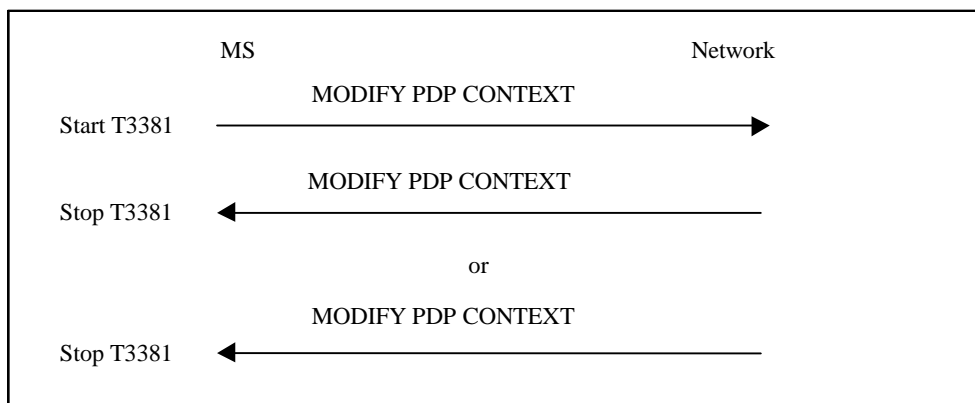 MS Network
MODIFY PDP CONTEXT
Start T3381
MODIFY PDP CONTEXT
Stop T3381
or
MODIFY PDP CONTEXT
Stop T3381